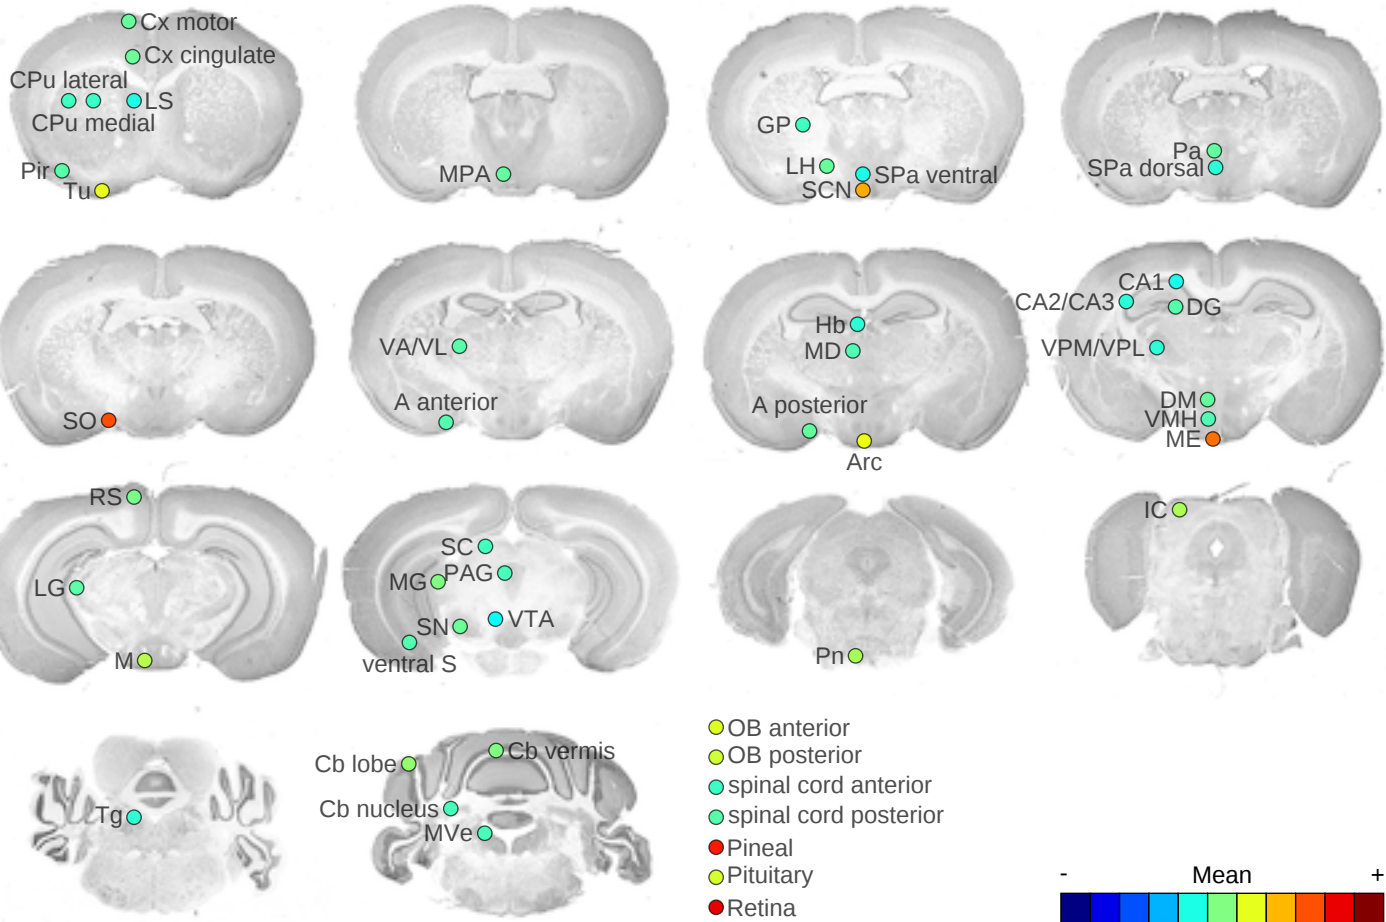 Cx motor
Cx cingulate
CPu lateral
LS
CPu medial
Pir
Tu
MPA
GP
LH
SPa ventral
SCN
Pa
SPa dorsal
SO
VA/VL
A anterior
Hb
MD
A posterior
Arc
CA1
CA2/CA3
DG
VPM/VPL
DM
VMH
ME
RS
LG
M
SC
PAG
MG
SN
VTA
ventral S
Pn
IC
Tg
Cb lobe
Cb vermis
Cb nucleus
MVe
OB anterior
OB posterior
spinal cord anterior
spinal cord posterior
Pineal
Pituitary
Retina
- Mean +